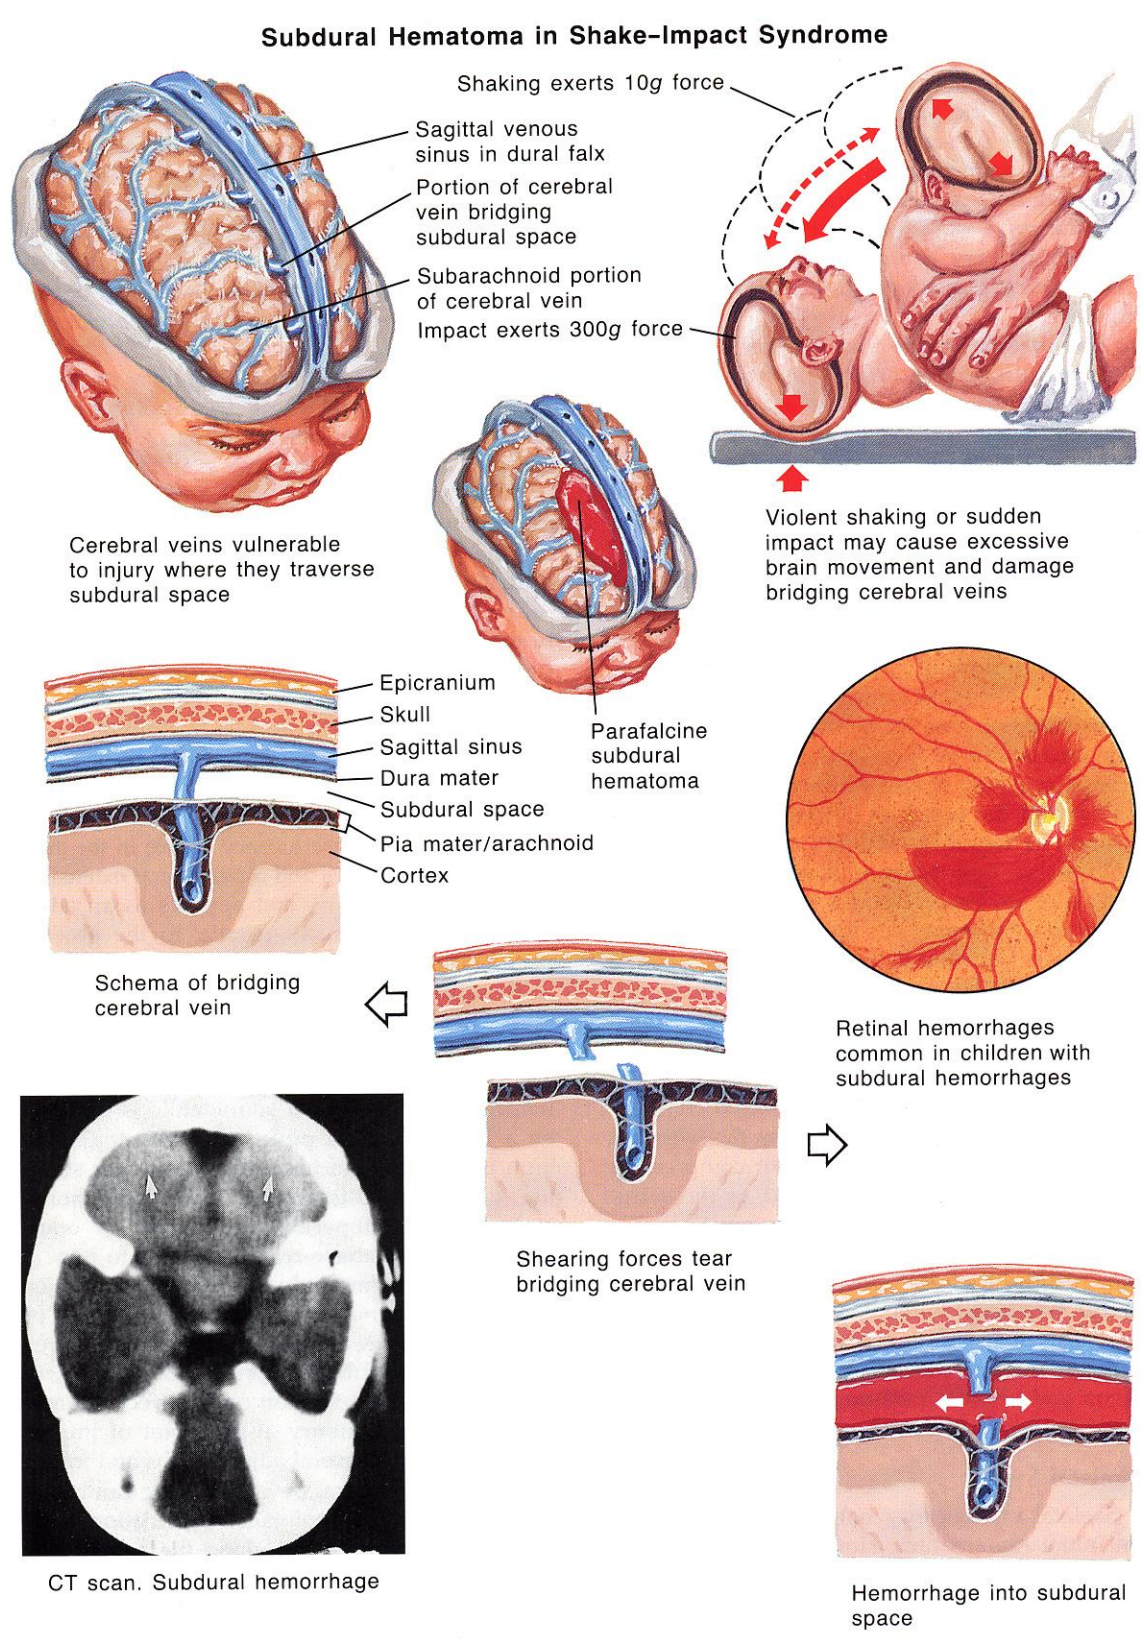 Subdural Hematoma in Shake-Impact Syndrome
Shaking exerts 10g force
Sagittal venous
sinus in dural falx
Portion of cerebral
vein bridging
subdural space
Subarachnoid portion
of cerebral vein
Impact exerts 300g force
Cerebral veins vulnerable
to injury where they traverse
subdural space
Violent shaking or sudden
impact may cause excessive
brain movement and damage
bridging cerebral veins
Epicranium
Skull
Sagittal sinus
Dura mater
Subdural space
Pia mater/arachnoid
Cortex
Parafalcine
subdural
hematoma
Schema of bridging
cerebral vein
Retinal hemorrhages
common in children with
subdural hemorrhages
Shearing forces tear
bridging cerebral vein
CT scan. Subdural hemorrhage
Hemorrhage into subdural
space